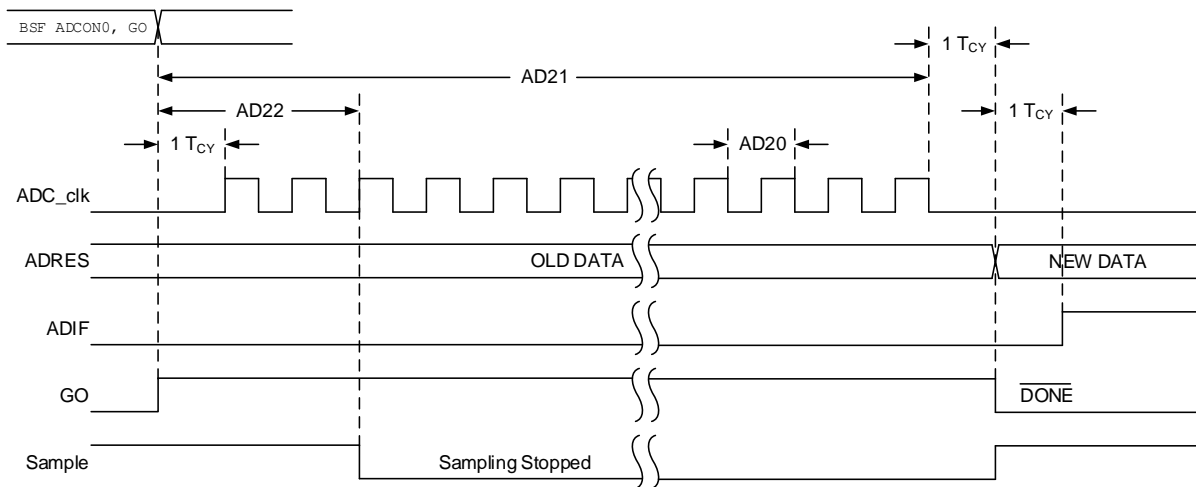 BSF ADCON0, GO
1 TCY
AD21
AD22
1 TCY
1 TCY
AD20
ADC_clk
ADRES
OLD DATA
NEW DATA
ADIF
GO
DONE
Sample
Sampling Stopped